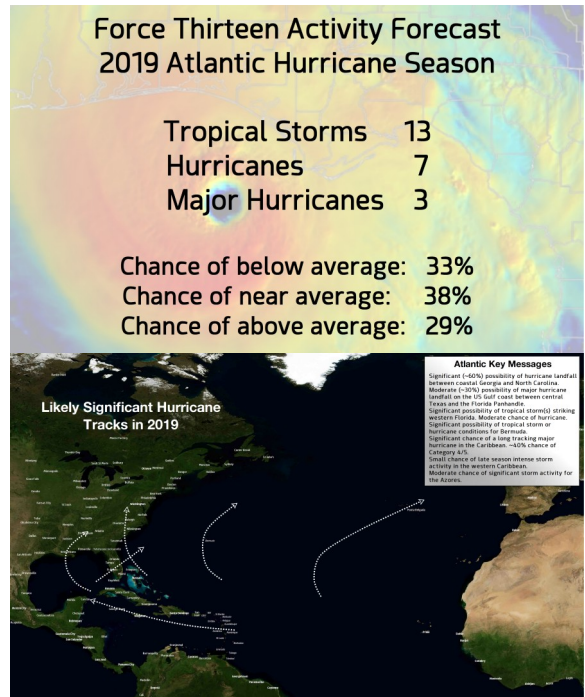 Force Thirteen Activity Forecast
2019 Atlantic Hurricane Season
Tropical Storms 13
Hurricanes 7
Major Hurricanes 3
Chance of below average: 33%
Chance of near average: 38%
Chance of above average: 29%
Likely Significant Hurricane
Tracks in 2019
Atlantic Key Messages
Significant (~60%) possibility of hurricane landfall
between coastal Georgia and North Carolina.
Moderate (~30%) possibility of major hurricane
landfall on the US Gulf coast between central
Texas and the Florida Panhandle.
Significant possibility of tropical storm(s) striking
western Florida. Moderate chance of hurricane.
Significant possibility of tropical storm or
hurricane conditions for Bermuda.
Significant chance of a long tracking major
hurricane in the Caribbean. ~40% chance of
Category 4/5.
Small chance of late season intense storm
activity in the western Caribbean.
Moderate chance of significant storm activity for
the Azores.